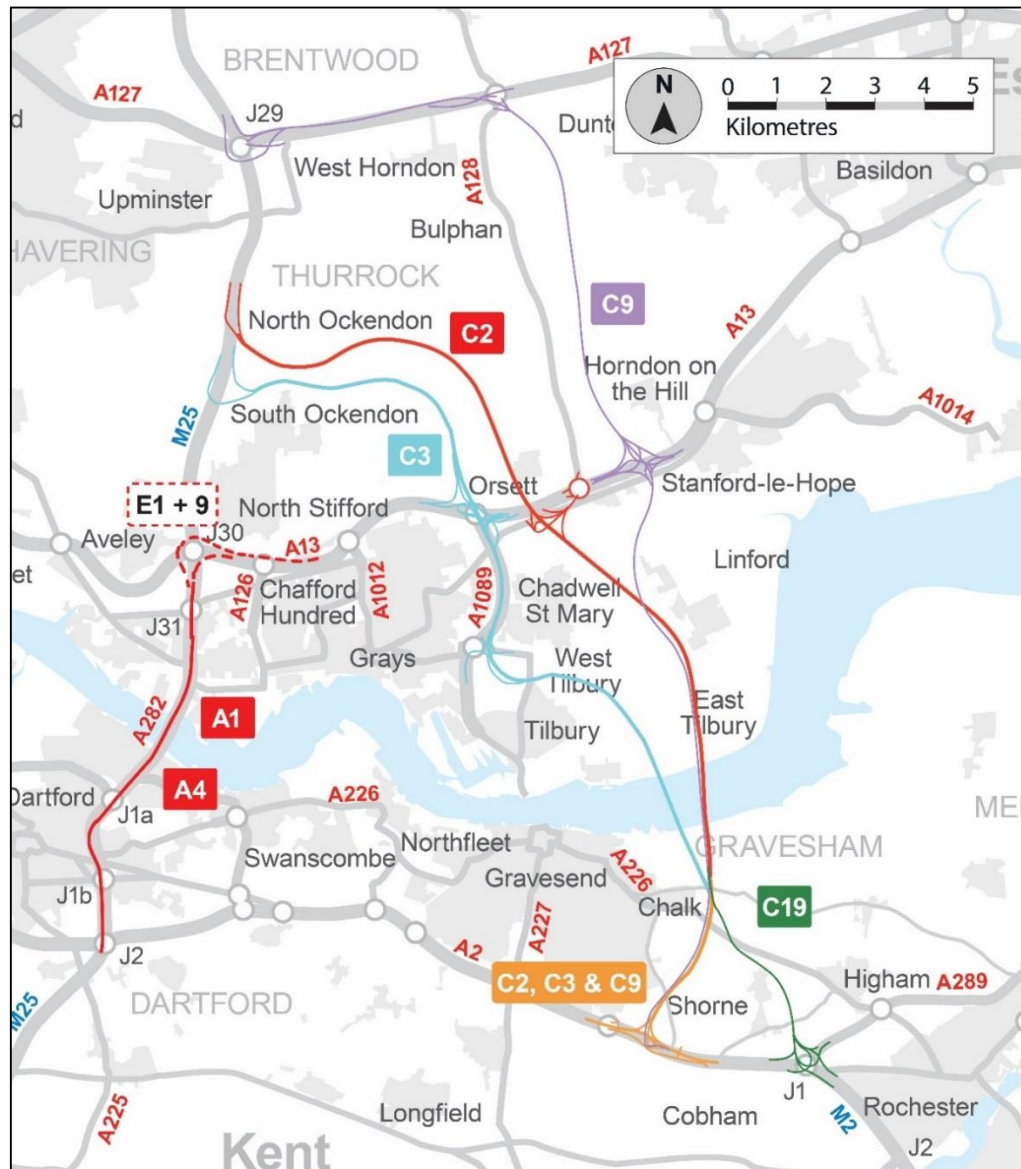 BRENTWOOD
A127
A127
J29
N
0 1 2 3 4 5
Kilometres
Es
d
Dunto
West Horndon
A128
Basildon
Upminster
Bulphan
HAVERING
THURROCK
C9
A13
North Ockendon
C2
Horndon on
the Hill
A1014
M25
South Ockendon
C3
Orsett
Stanford-le-Hope
E1 + 9
North Stifford
J30
Aveley
A13
Linford
et
A126
Chafford
Hundred
A1012
A1089
Chadwell
St Mary
J31
Grays
West
Tilbury
East
Tilbury
A282
A1
Tilbury
Dartford
A4
J1a
A226
ME
Northfleet
GRAVESHAM
Swanscombe
A226
J1b
Gravesend
Chalk
C19
A227
J2
A2
Higham
A289
C2, C3 & C9
M25
DARTFORD
Shorne
J1
Rochester
A225
Longfield
Cobham
M2
J2
Kent